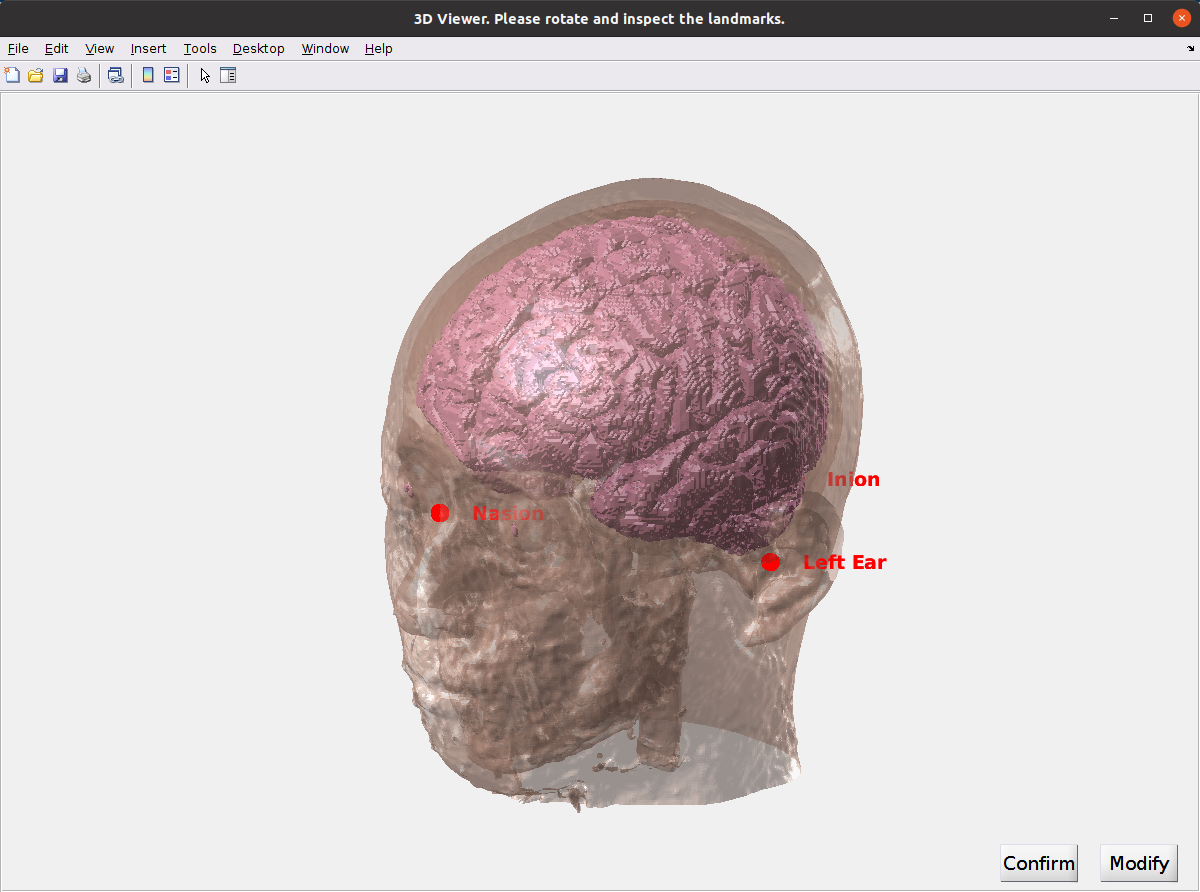 3D Viewer. Please rotate and inspect the landmarks.
File Edit View Insert Tools Desktop Window Help
Inion
Nasion
Left Ear
Confirm Modify